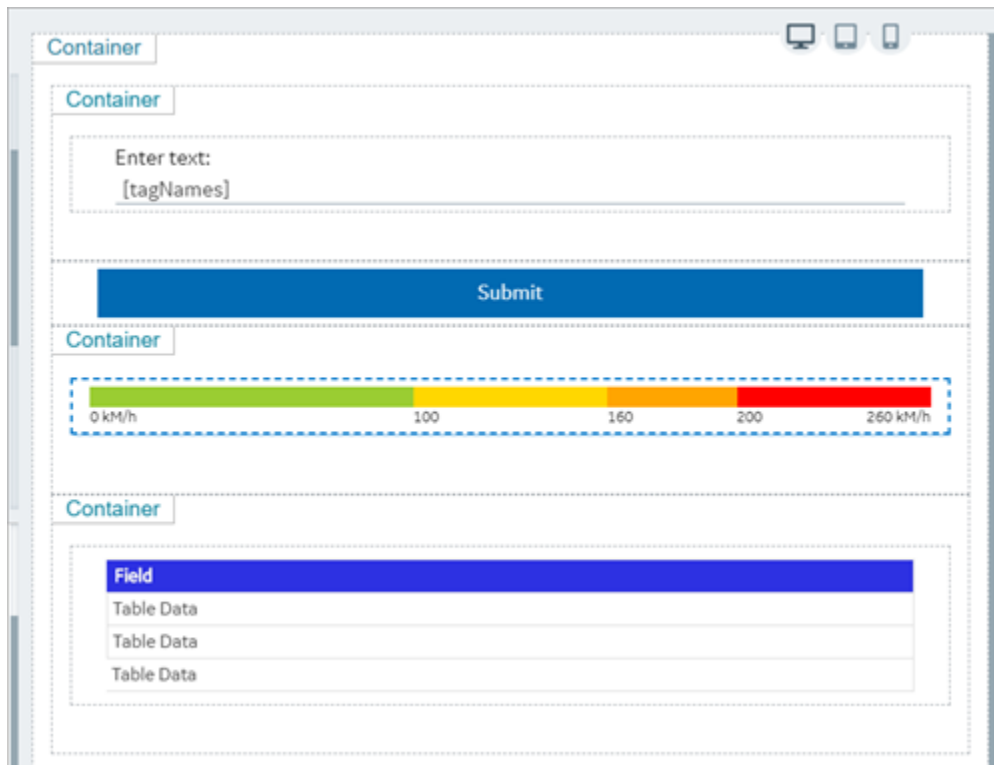 Container
Container
Enter text:
[tagNames]
Submit
Container
0 kM/h 100 160 200 260 kM/h
Container
Field
Table Data
Table Data
Table Data